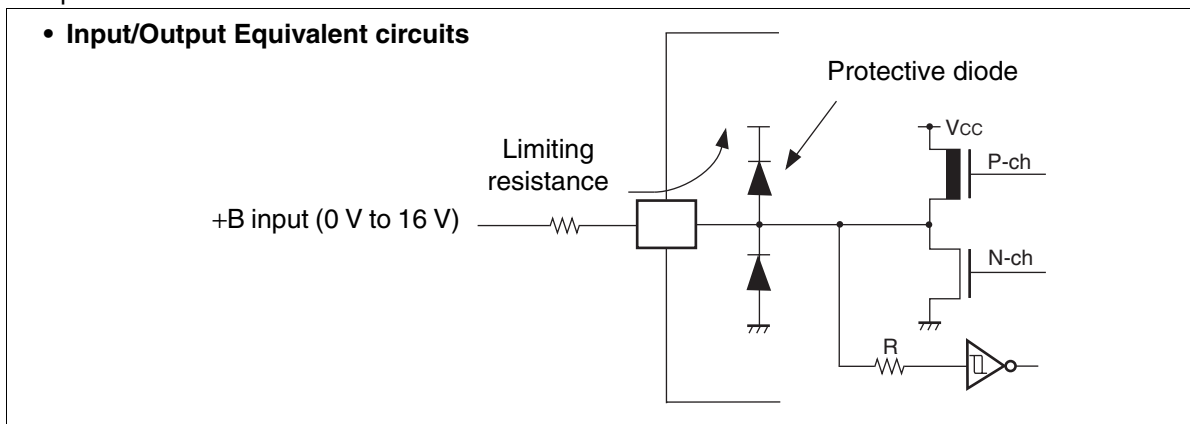 • Input/Output Equivalent circuits
Protective diode
VCC
P-ch
Limiting
resistance
+B input (0 V to 16 V)
N-ch
R